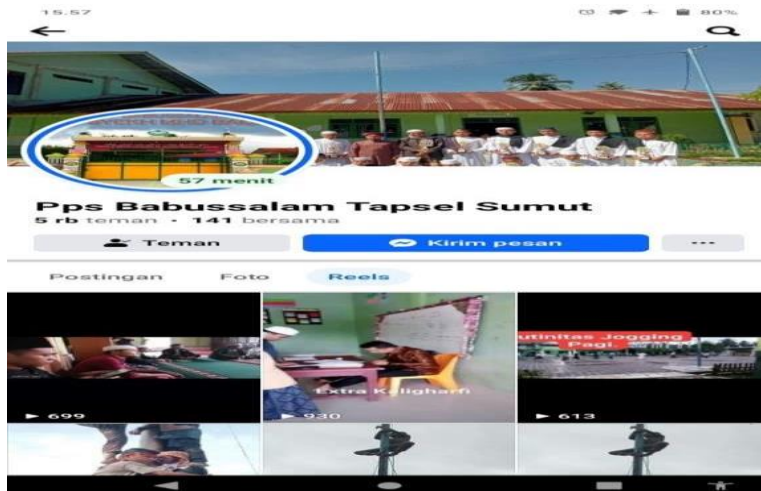 15.57
80%
57 menit
Pps Babussalam Tapsel Sumut
5 rb teman · 141 bersama
Teman
Kirim pesan
Postingan Foto Reels
utinitas Jogging
Pagi.
Extra Kaligharfi
699
930
613